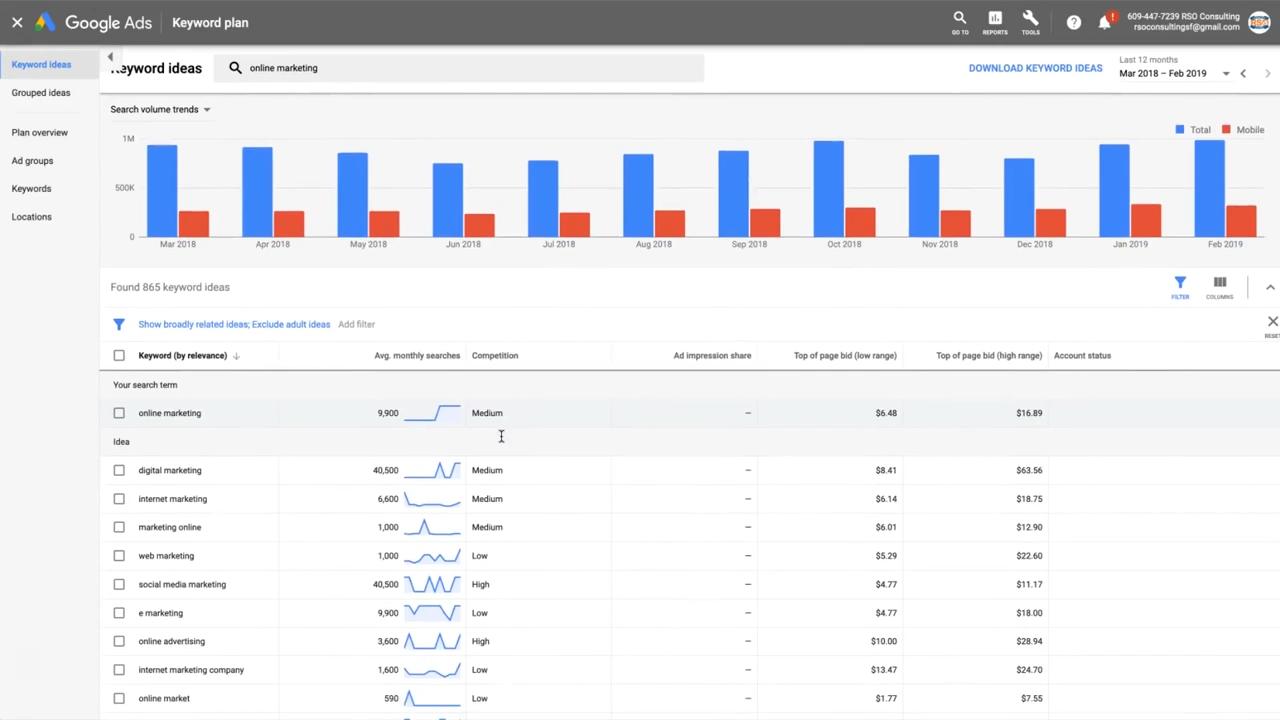 Google Ads Keyword plan
GO TO REPORTS TOOLS ? ! 609-447-7239 RSO Consulting
rsoconsultingsf@gmail.com
Keyword ideas
Grouped ideas
Plan overview
Ad groups
Keywords
Locations
Keyword ideas online marketing DOWNLOAD KEYWORD IDEAS Last 12 months
Mar 2018 – Feb 2019
Search volume trends
Total Mobile
1M
500K
0
Mar 2018 Apr 2018 May 2018 Jun 2018 Jul 2018 Aug 2018 Sep 2018 Oct 2018 Nov 2018 Dec 2018 Jan 2019 Feb 2019
Found 865 keyword ideas FILTER COLUMNS
Show broadly related ideas; Exclude adult ideas Add filter RESET
Keyword (by relevance) Avg. monthly searches Competition Ad impression share Top of page bid (low range) Top of page bid (high range) Account status
Your search term
online marketing 9,900 Medium – $6.48 $16.89
Idea
digital marketing 40,500 Medium – $8.41 $63.56
internet marketing 6,600 Medium – $6.14 $18.75
marketing online 1,000 Medium – $6.01 $12.90
web marketing 1,000 Low – $5.29 $22.60
social media marketing 40,500 High – $4.77 $11.17
e marketing 9,900 Low – $4.77 $18.00
online advertising 3,600 High – $10.00 $28.94
internet marketing company 1,600 Low – $13.47 $24.70
online market 590 Low – $1.77 $7.55